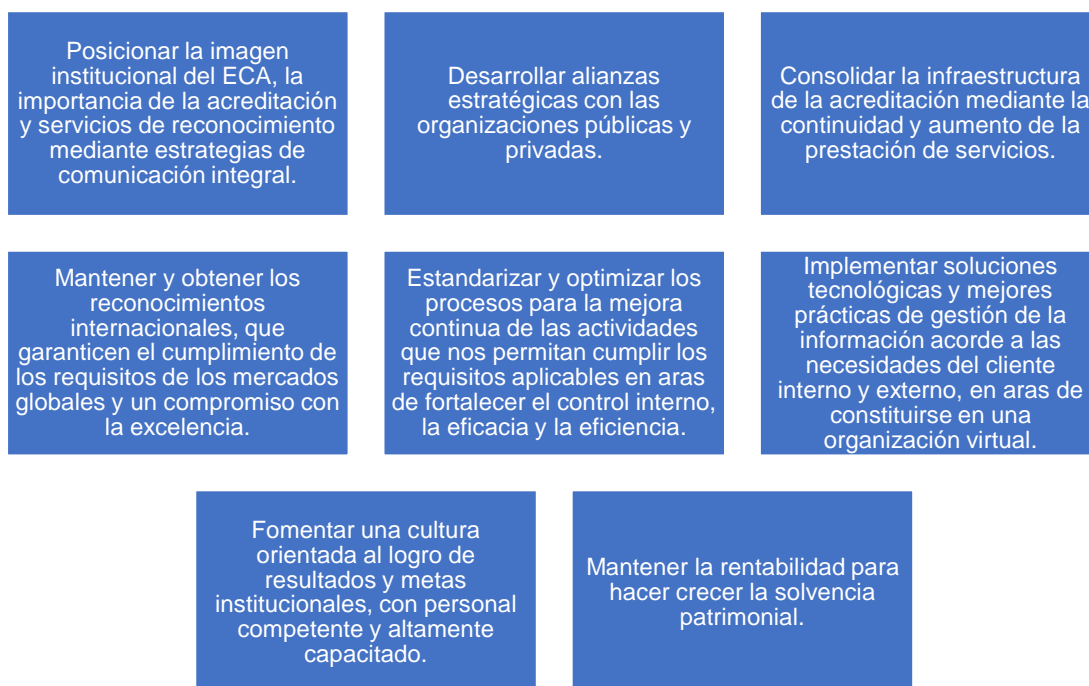 Posicionar la imagen
institucional del ECA, la
importancia de la acreditación
y servicios de reconocimiento
mediante estrategias de
comunicación integral.
Desarrollar alianzas
estratégicas con las
organizaciones públicas y
privadas.
Consolidar la infraestructura
de la acreditación mediante la
continuidad y aumento de la
prestación de servicios.
Mantener y obtener los
reconocimientos
internacionales, que
garanticen el cumplimiento de
los requisitos de los mercados
globales y un compromiso con
la excelencia.
Estandarizar y optimizar los
procesos para la mejora
continua de las actividades
que nos permitan cumplir los
requisitos aplicables en aras
de fortalecer el control interno,
la eficacia y la eficiencia.
Implementar soluciones
tecnológicas y mejores
prácticas de gestión de la
información acorde a las
necesidades del cliente
interno y externo, en aras de
constituirse en una
organización virtual.
Fomentar una cultura
orientada al logro de
resultados y metas
institucionales, con personal
competente y altamente
capacitado.
Mantener la rentabilidad para
hacer crecer la solvencia
patrimonial.